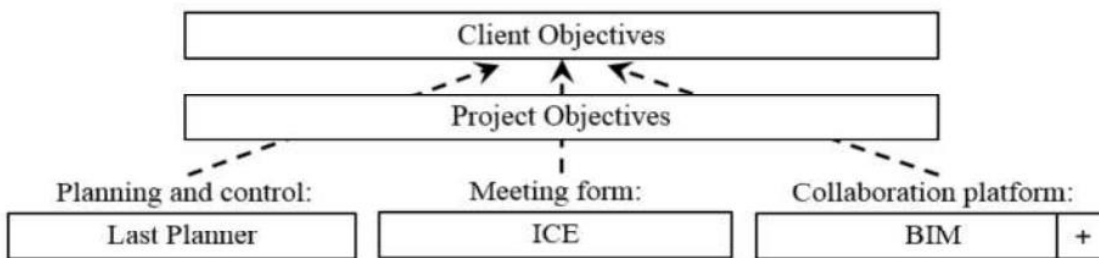 Client Objectives
Project Objectives
Planning and control:
Meeting form:
Collaboration platform:
Last Planner
ICE
BIM
+